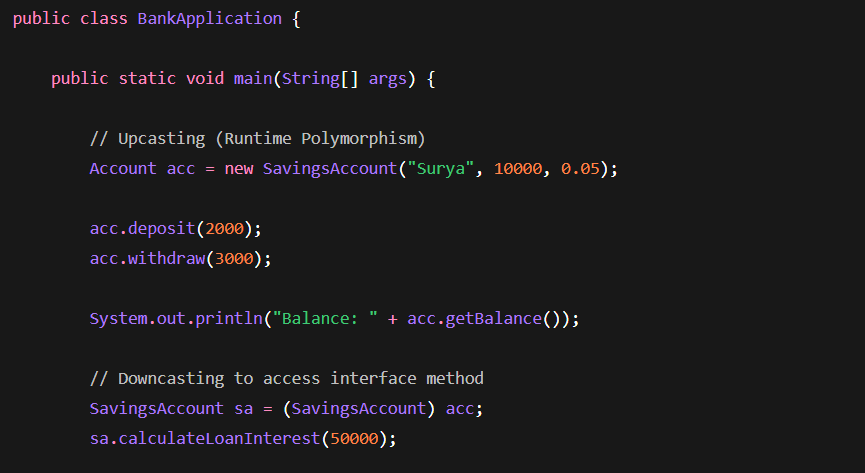 public class BankApplication {
public static void main(String[] args) {
// Upcasting (Runtime Polymorphism)
Account acc = new SavingsAccount("Surya", 10000, 0.05);
acc.deposit(2000);
acc.withdraw(3000);
System.out.println("Balance: " + acc.getBalance());
// Downcasting to access interface method
SavingsAccount sa = (SavingsAccount) acc;
sa.calculateLoanInterest(50000);